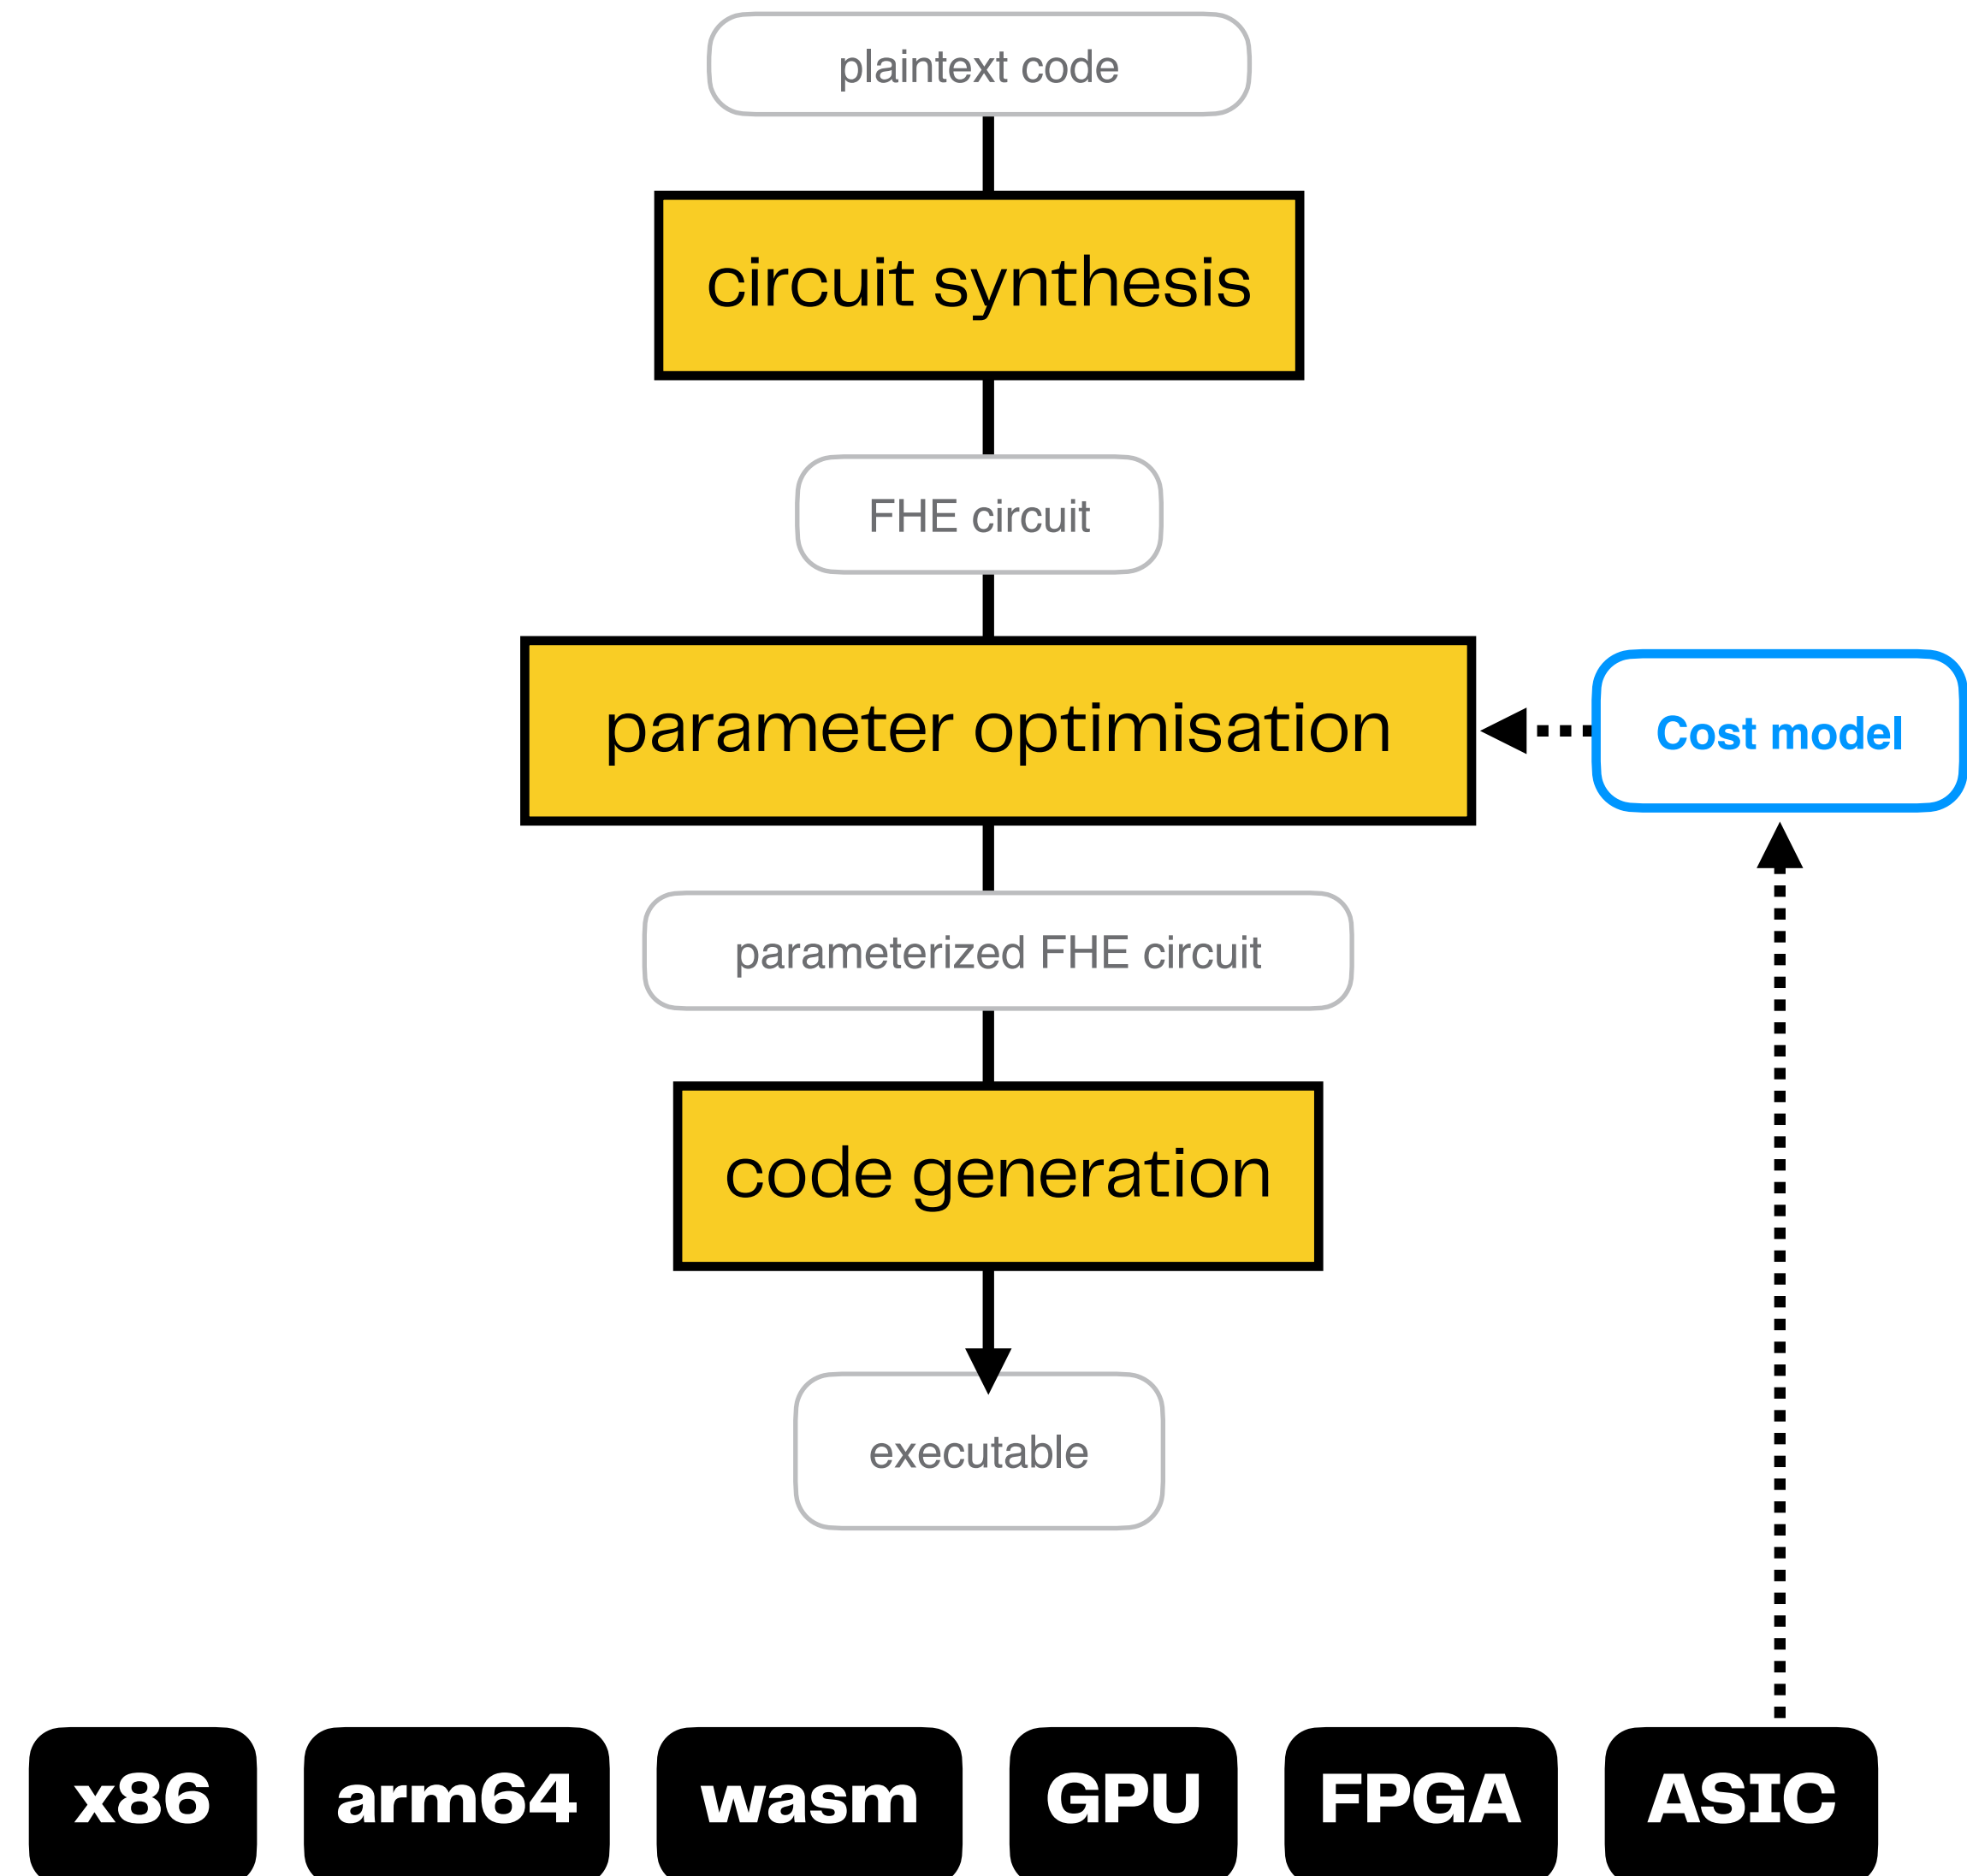 plaintext code
circuit synthesis
FHE circuit
parameter optimisation
Cost model
parameterized FHE circuit
code generation
executable
x86
arm64
wasm
GPU
FPGA
ASIC